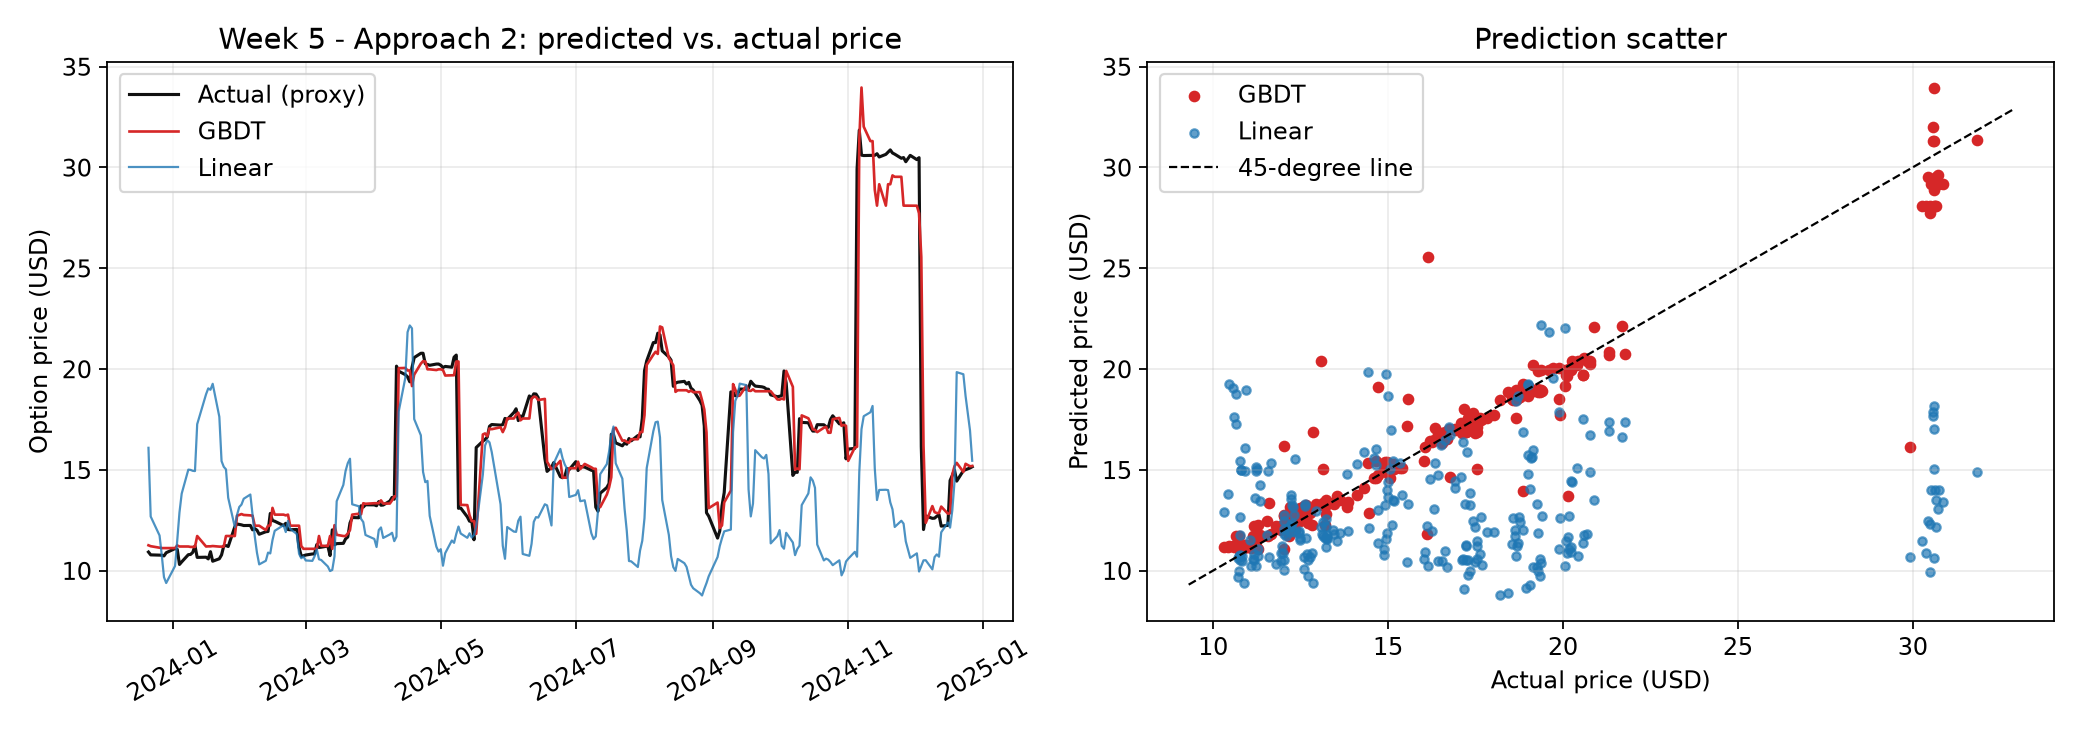 Week 5 - Approach 2: predicted vs. actual price
Option price (USD)
35
30
25
20
15
10
Actual (proxy)
GBDT
Linear
2024-01
2024-03
2024-05
2024-07
2024-09
2024-11
2025-01
Prediction scatter
Predicted price (USD)
35
30
25
20
15
10
GBDT
Linear
45-degree line
10
15
20
25
30
Actual price (USD)